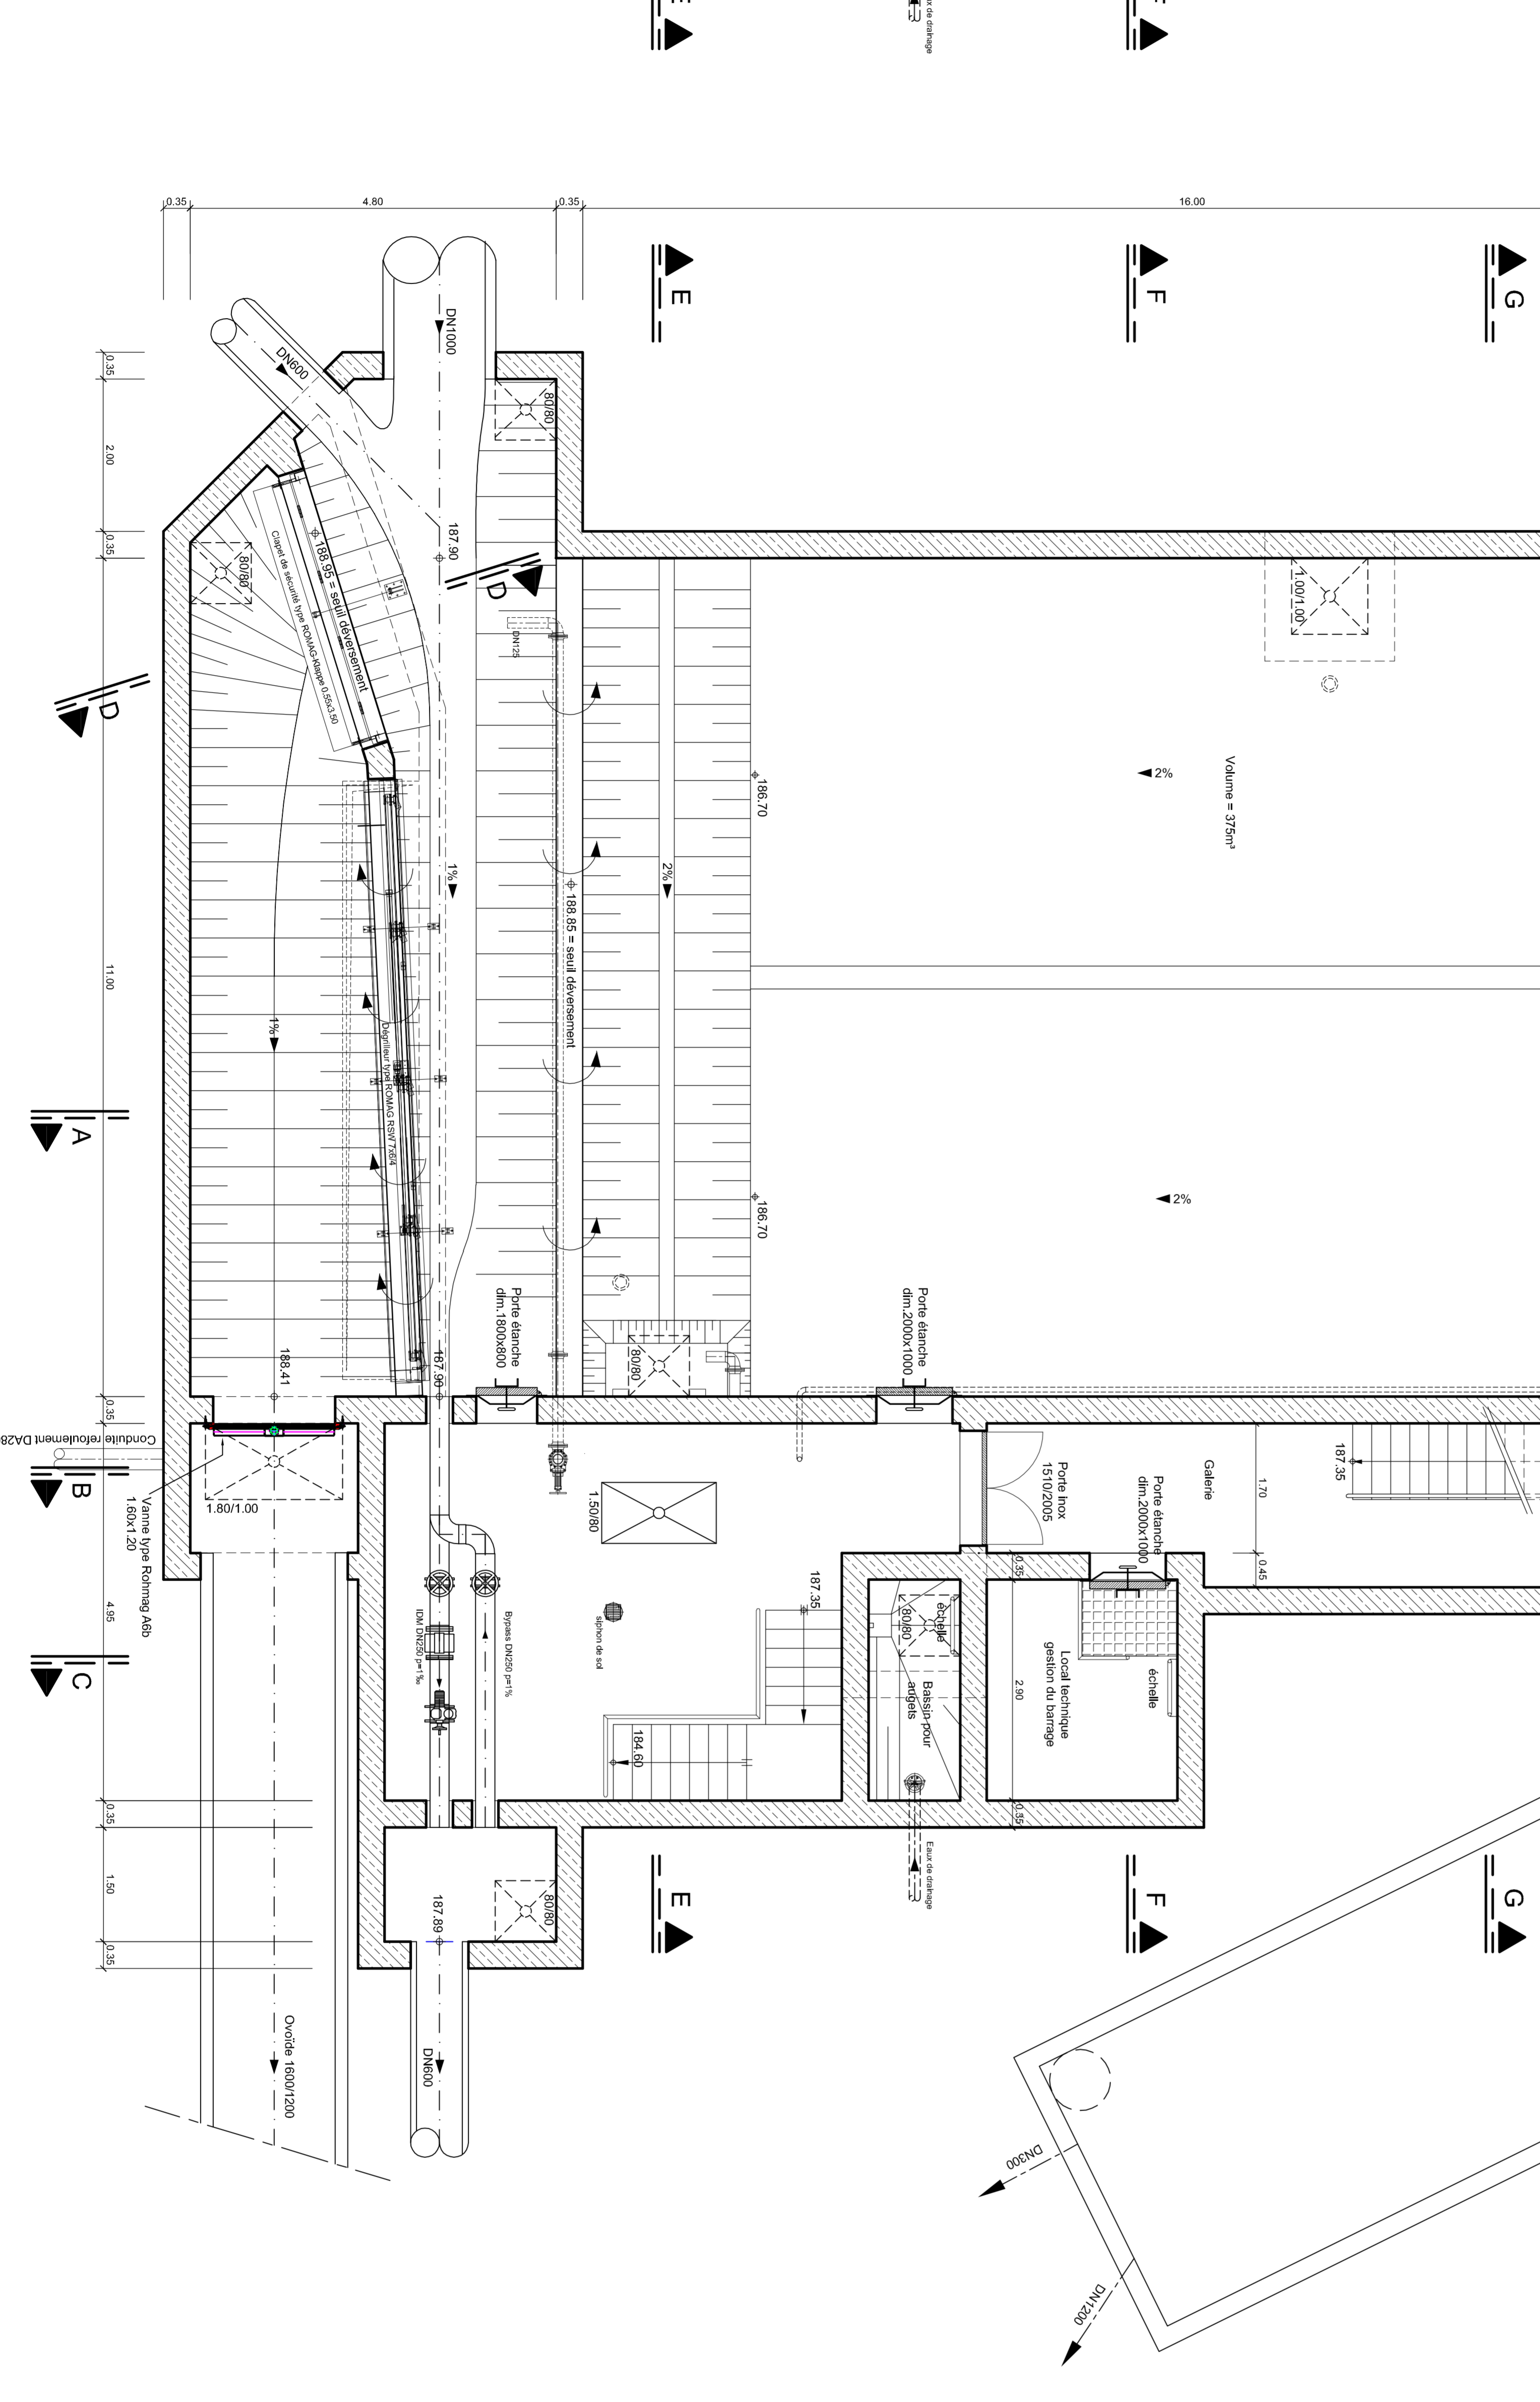 E
F
ux de drainage
0.35
4.80
0.35
16.00
E
F
G
DN1000
DN600
80/80
0.35
2.00
0.35
11.00
0.35
4.95
0.35
1.50
0.35
187.90
188.95 = seuil déversement
Clapet de sécurité type ROMAG-Klappe 0,55x3,50
80/80
D
D
DN125
1.00/1.00
Volume = 375m³
2%
186.70
1%
2%
188.85 = seuil déversement
Dégrilleur type ROMAG RSW 7x6/4
1%
A
2%
186.70
Porte étanche
dim.1800x800
Porte étanche
dim.2000x1000
80/80
188.41
187.90
Conduite refoulement DA28
B
1.80/1.00
Vanne type Rohmag A6b
1.60x1.20
1.50/80
Porte inox
1510/2005
Galerie
Porte étanche
dim.2000x1000
187.35
1.70
0.45
0.35
187.35
siphon de sol
IDM DN250 p=1‰
Bypass DN250 p=1%
échelle
80/80
Bassin pour
augets
2.90
Local technique
gestion du barrage
échelle
C
184.60
0.35
Eaux de drainage
E
F
G
80/80
187.89
Ovoïde 1600/1200
DN600
DN300
DN1200